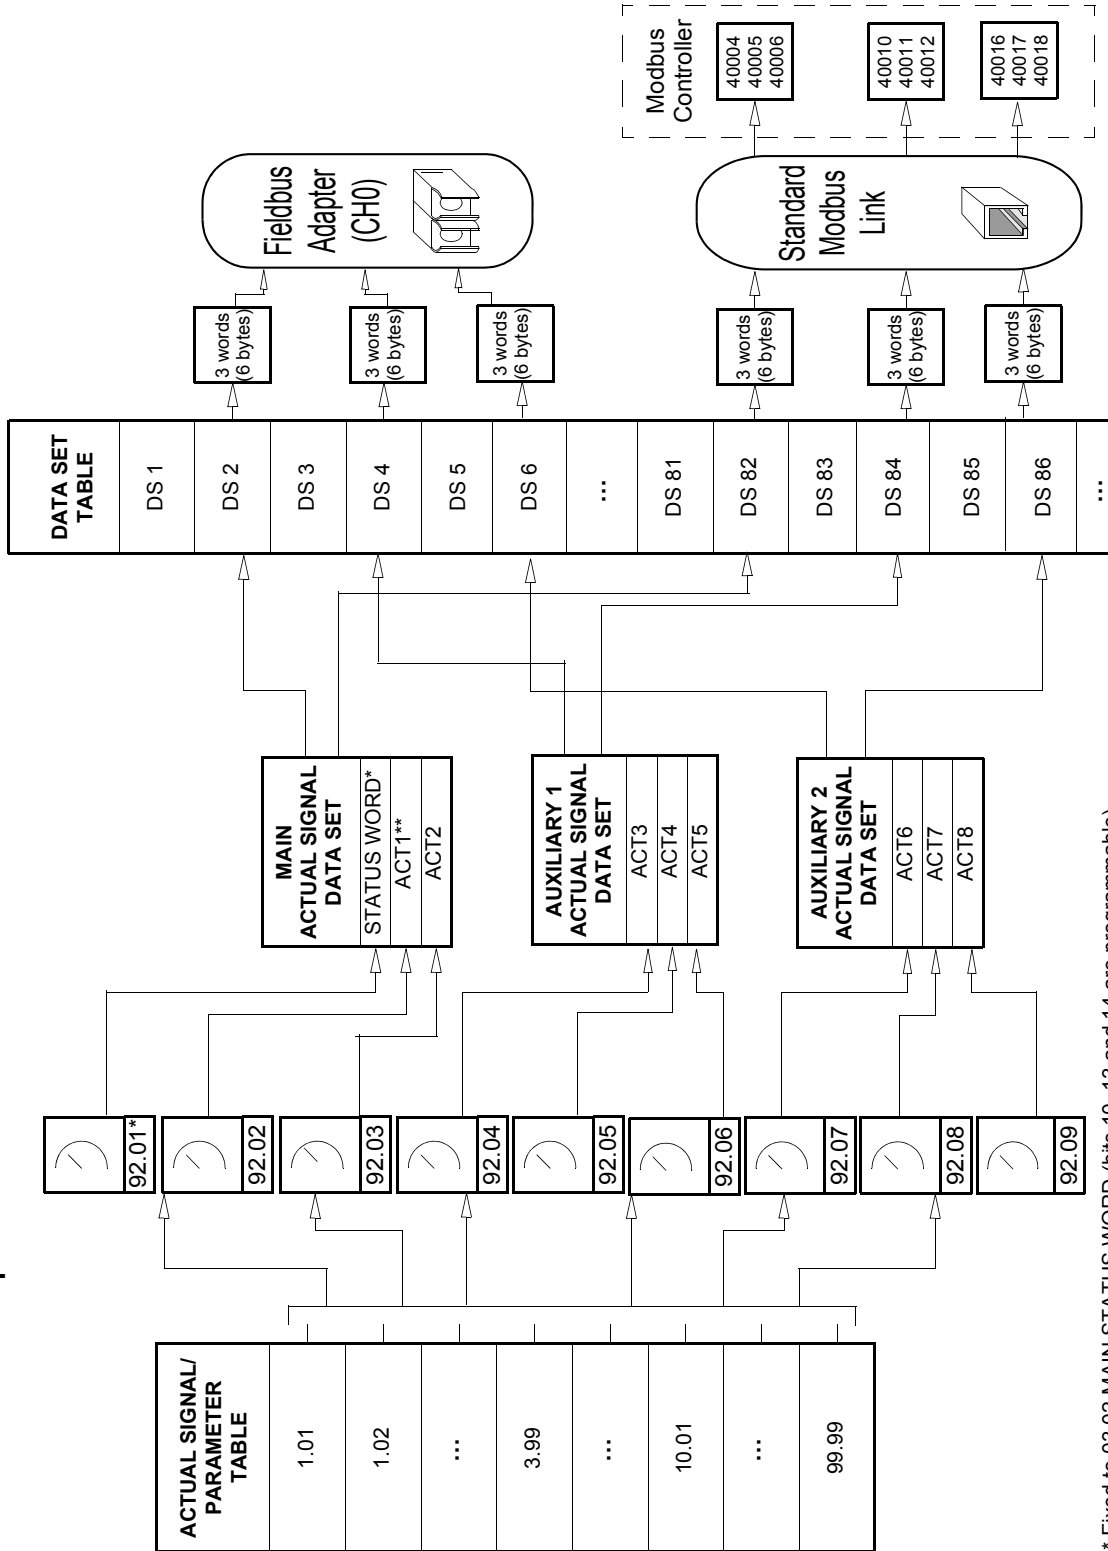 ACTUAL SIGNAL/
PARAMETER
TABLE
1.01
1.02
...
3.99
...
10.01
...
99.99
92.01*
92.02
92.03
92.04
92.05
92.06
92.07
92.08
92.09
MAIN
ACTUAL SIGNAL
DATA SET
STATUS WORD*
ACT1**
ACT2
AUXILIARY 1
ACTUAL SIGNAL
DATA SET
ACT3
ACT4
ACT5
AUXILIARY 2
ACTUAL SIGNAL
DATA SET
ACT6
ACT7
ACT8
DATA SET
TABLE
DS 1
DS 2
DS 3
DS 4
DS 5
DS 6
...
DS 81
DS 82
DS 83
DS 84
DS 85
DS 86
...
3 words
(6 bytes)
3 words
(6 bytes)
3 words
(6 bytes)
3 words
(6 bytes)
3 words
(6 bytes)
3 words
(6 bytes)
Fieldbus
Adapter
(CH0)
Standard
Modbus
Link
Modbus
Controller
40004
40005
40006
40010
40011
40012
40016
40017
40018